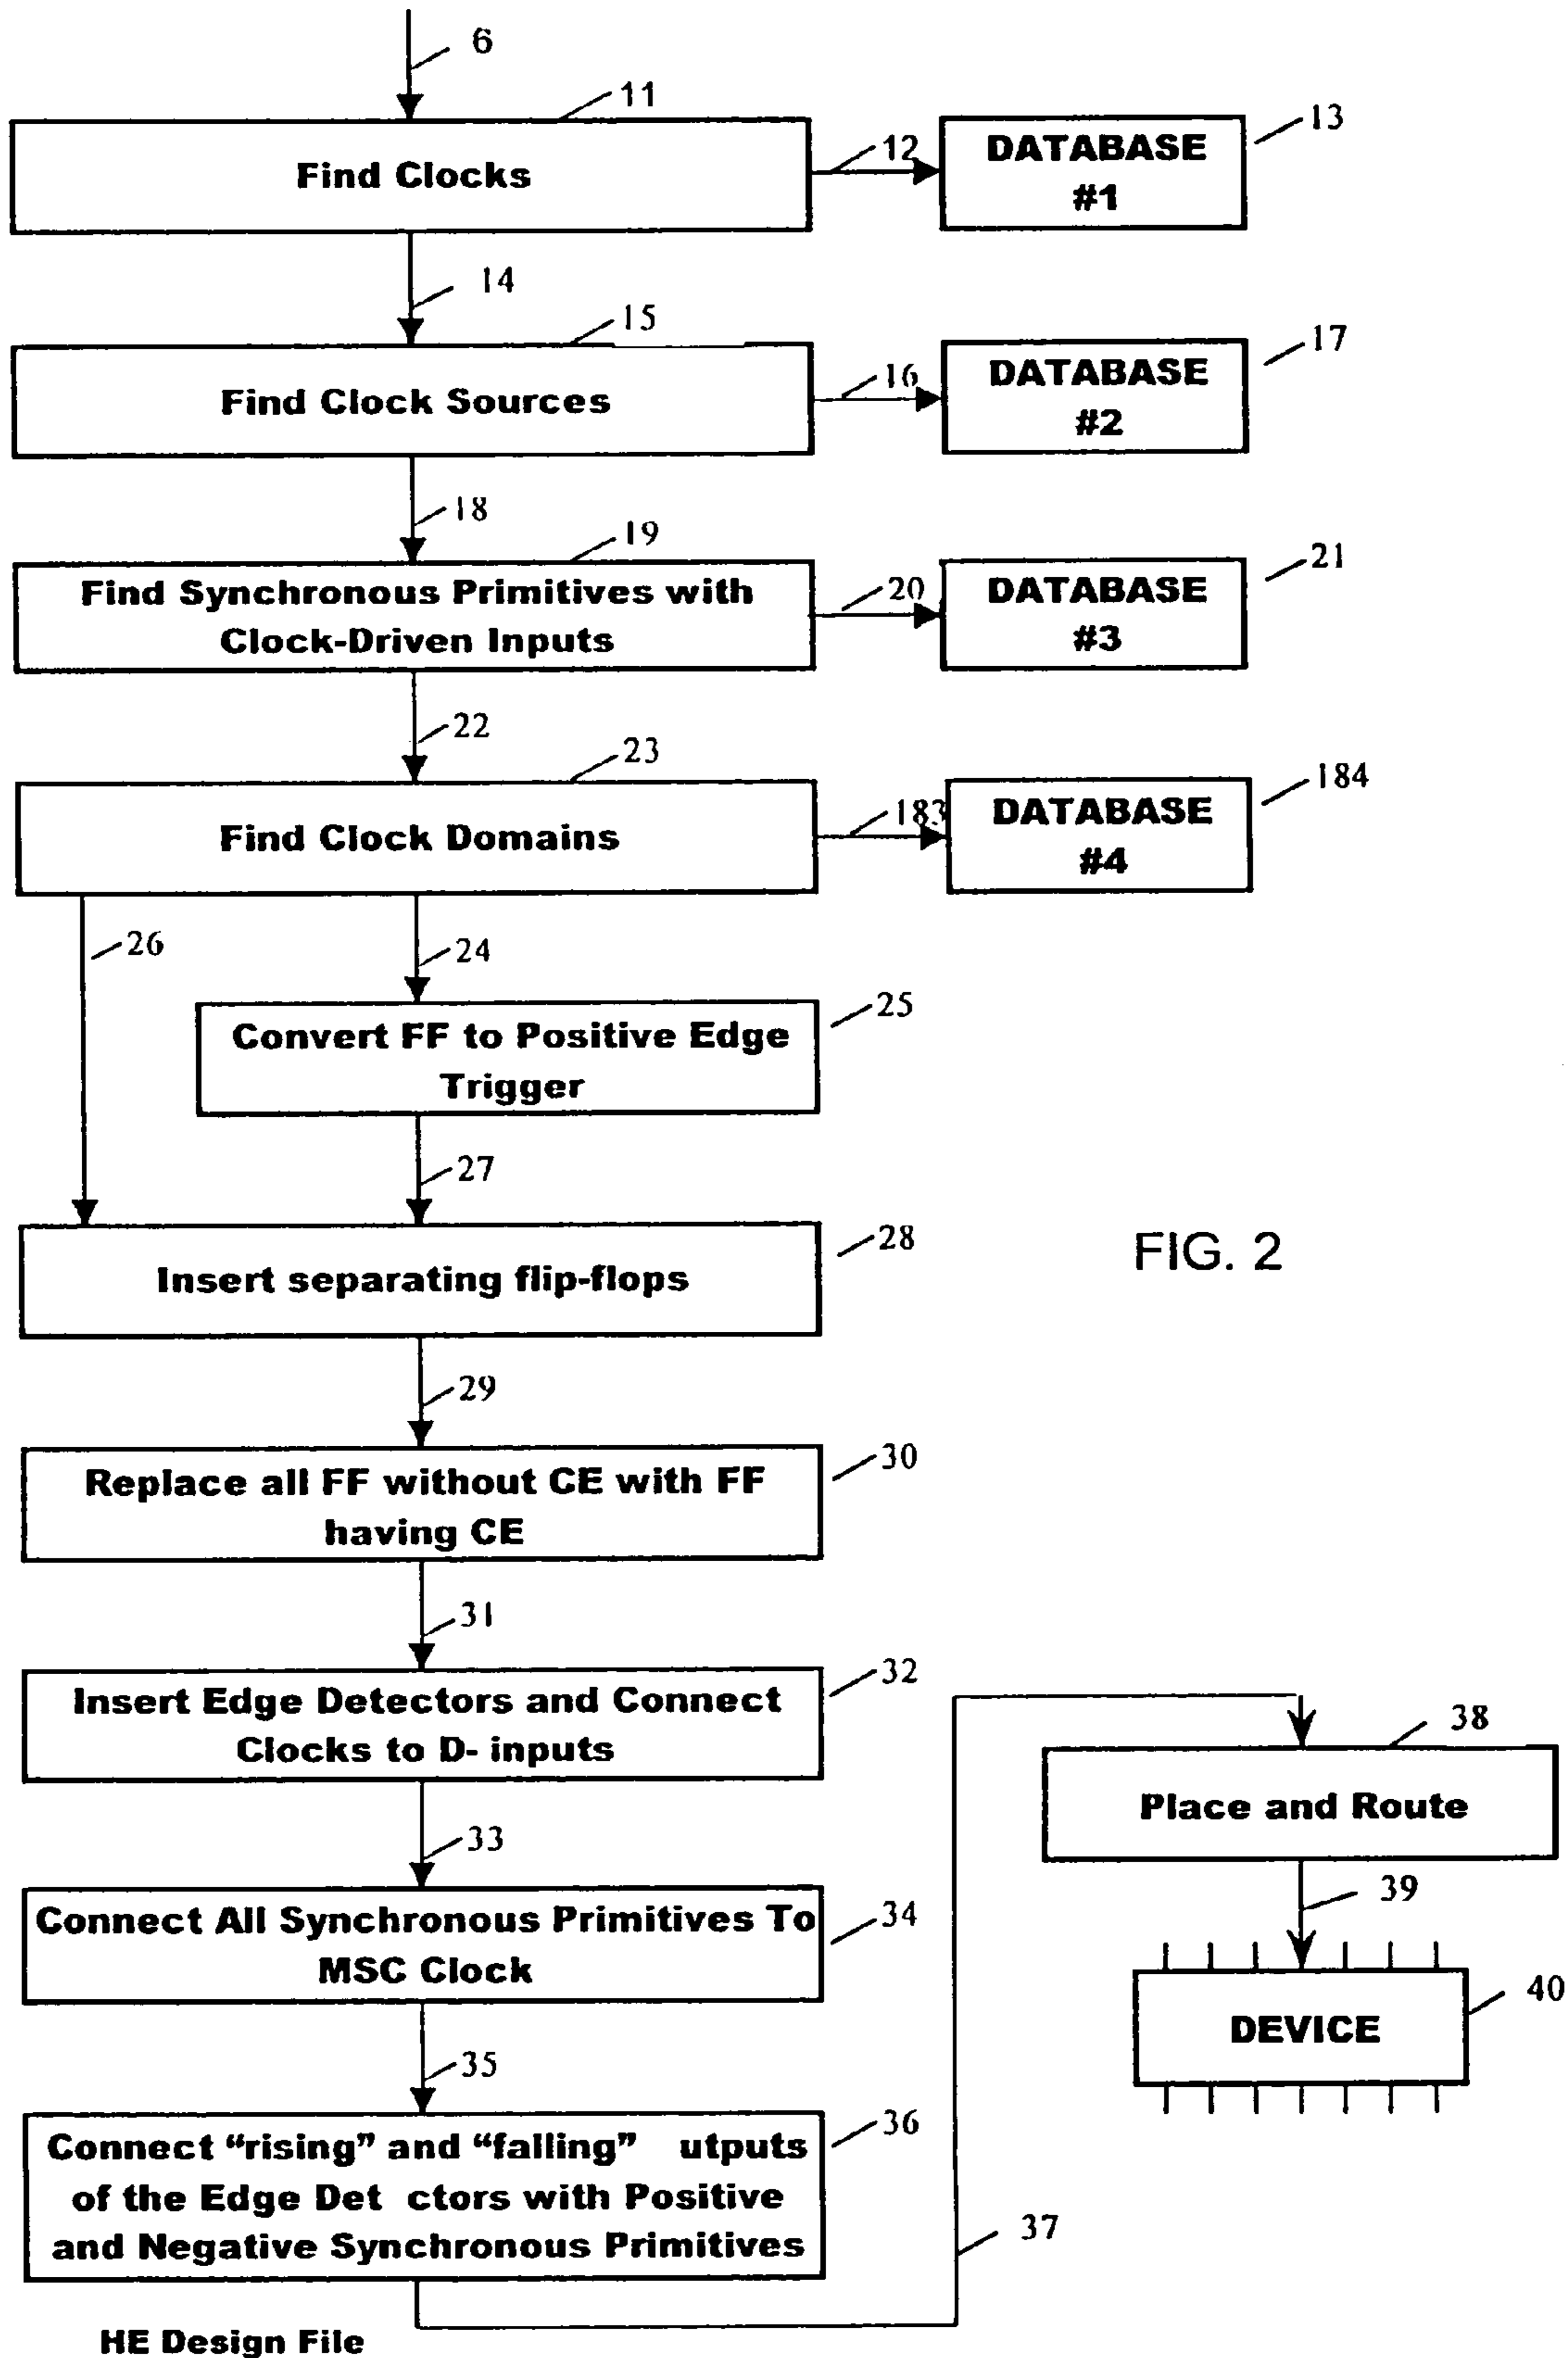 6
11
Find Clocks
12
DATABASE
#1
13
14
15
Find Clock Sources
16
DATABASE
#2
17
18
19
Find Synchronous Primitives with
Clock-Driven Inputs
20
DATABASE
#3
21
22
23
Find Clock Domains
183
DATABASE
#4
184
26
24
Convert FF to Positive Edge
Trigger
25
27
Insert separating flip-flops
28
FIG. 2
29
Replace all FF without CE with FF
having CE
30
31
Insert Edge Detectors and Connect
Clocks to D- inputs
32
33
Connect All Synchronous Primitives To
MSC Clock
34
35
Connect “rising” and “falling” utputs
of the Edge Det ctors with Positive
and Negative Synchronous Primitives
36
37
38
Place and Route
39
DEVICE
40
HE Design File